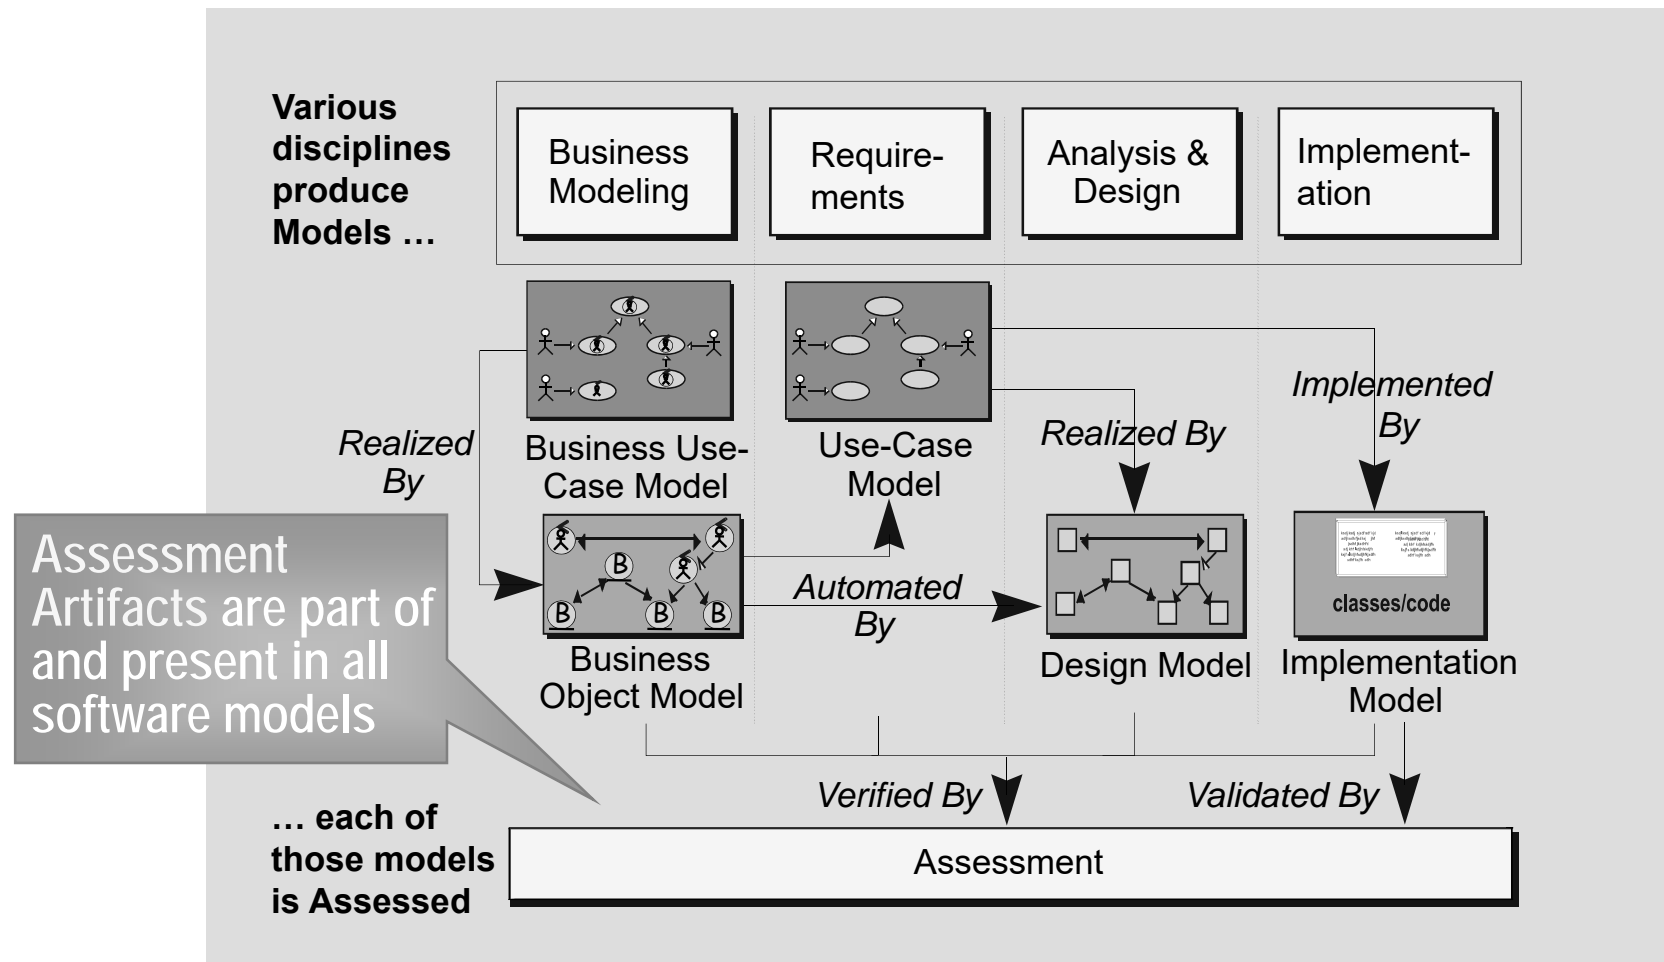 Various
disciplines
produce
Models …
Business
Modeling
Require-
ments
Analysis &
Design
Implement-
ation
Realized
By
Business Use-
Case Model
Use-Case
Model
Realized By
Implemented
By
Assessment
Artifacts are part of
and present in all
software models
B
B
B
B
Business
Object Model
Automated
By
Design Model
classes/code
Implementation
Model
Verified By
Validated By
… each of
those models
is Assessed
Assessment